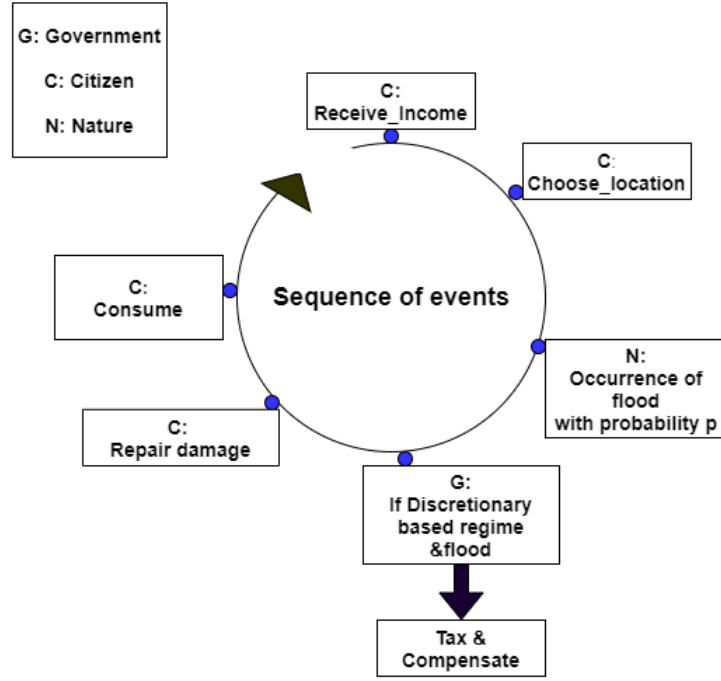 G: Government
C: Citizen
N: Nature
C:
Receive_Income
C:
Choose_location
N:
Occurrence of
flood
with probability p
G:
If Discretionary
based regime
&flood
Tax &
Compensate
C:
Repair damage
C:
Consume
Sequence of events